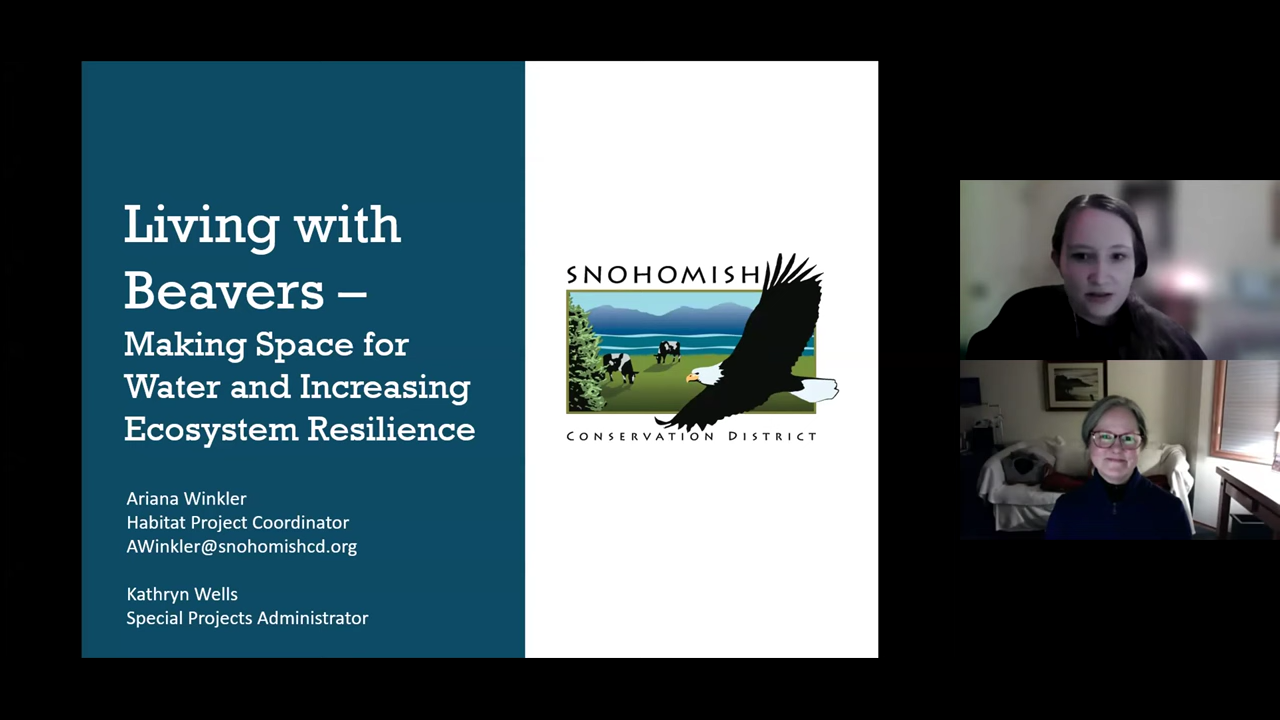 Living with
Beavers –
Making Space for
Water and Increasing
Ecosystem Resilience
Ariana Winkler
Habitat Project Coordinator
AWinkler@snohomishcd.org
Kathryn Wells
Special Projects Administrator
SNOHOMISH
CONSERVATION DISTRICT